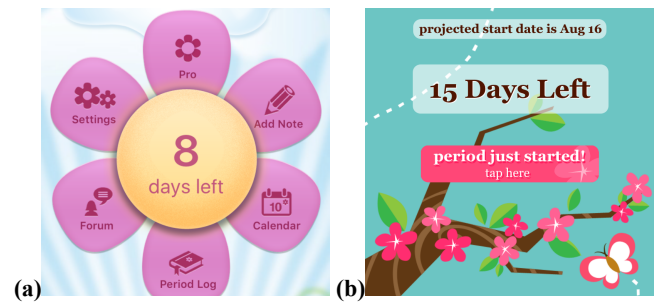 Pro
Settings
Add Note
8
days left
Forum
10
Calendar
Period Log
(a)
projected start date is Aug 16
15 Days Left
period just started!
tap here
(b)